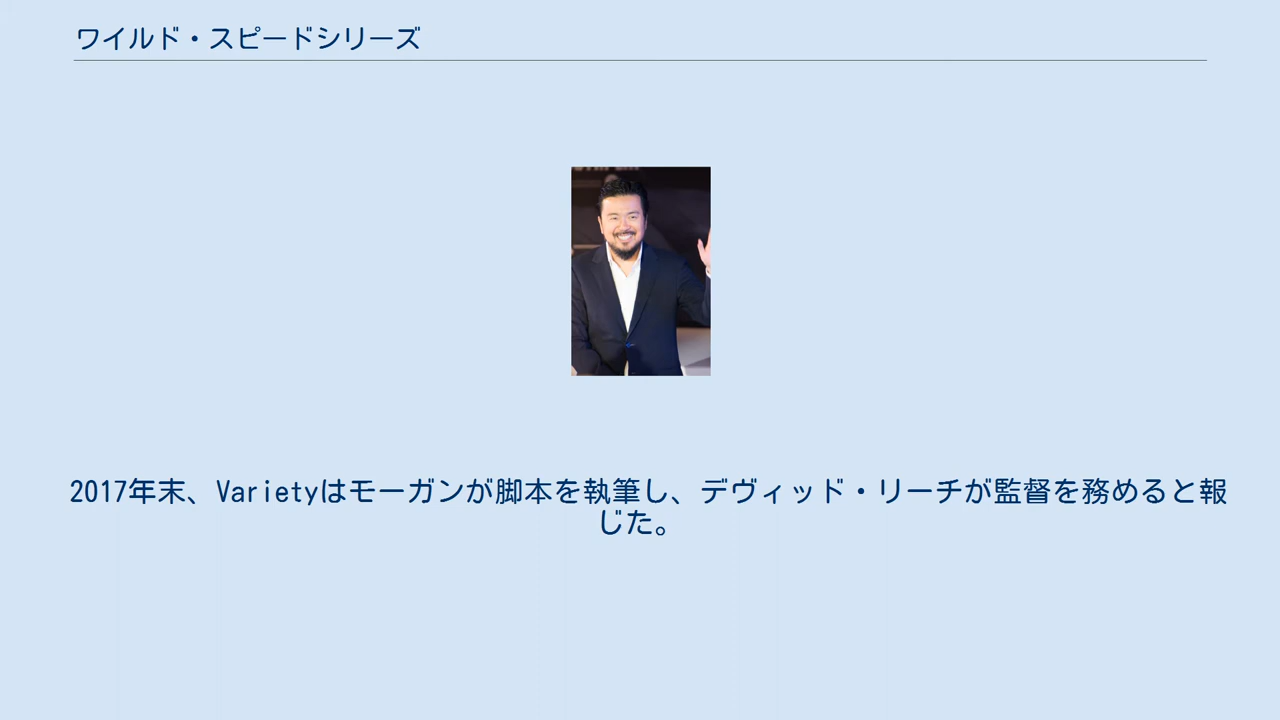 ワイルド・スピードシリーズ
2017年末、Varietyはモーガンが脚本を執筆し、デヴィッド・リーチが監督を務めると報
じた。